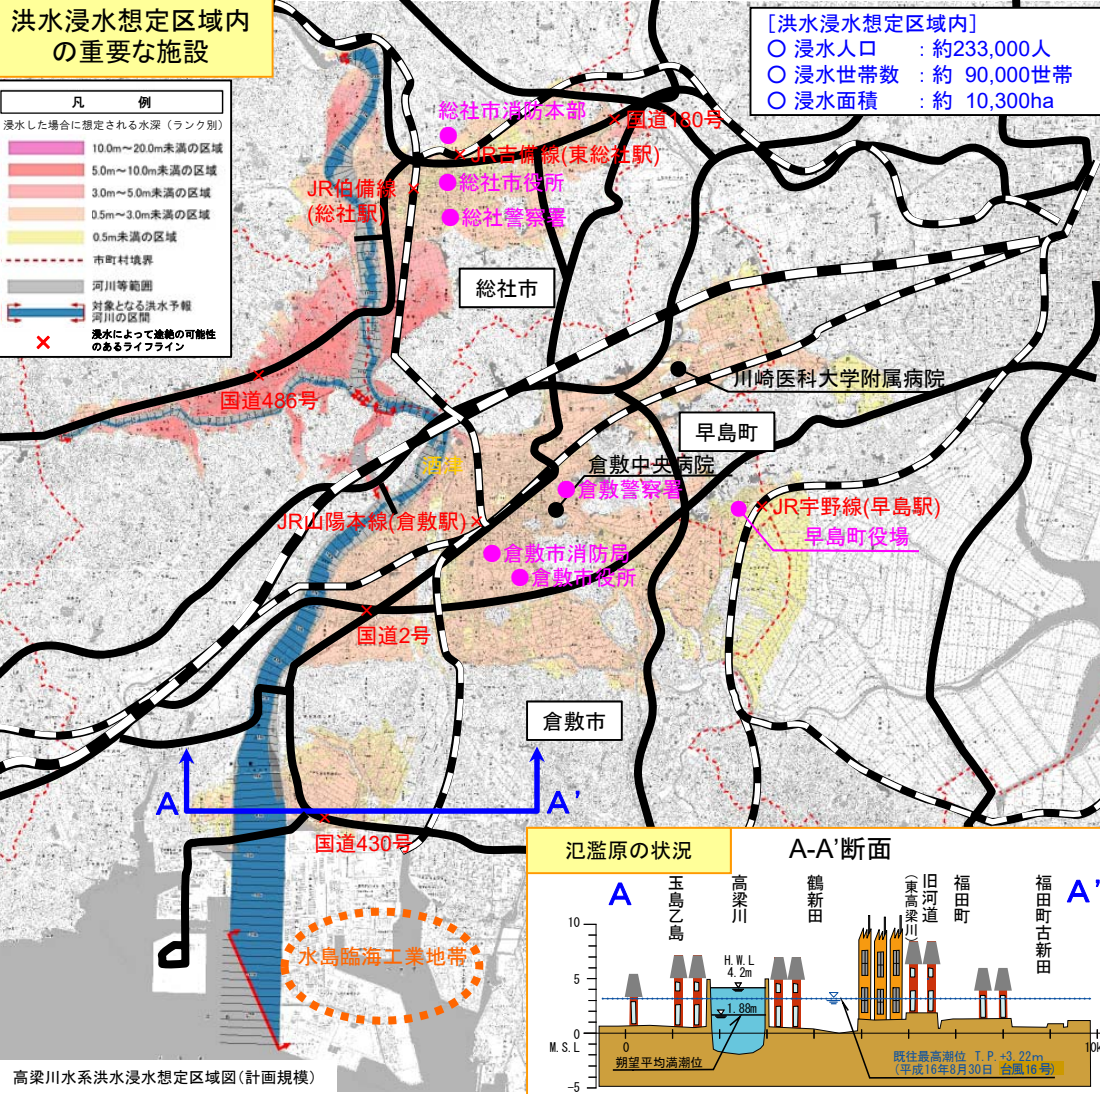 洪水浸水想定区域内
の重要な施設
[洪水浸水想定区域内]
〇 浸水人口　：約233,000人
〇 浸水世帯数　：約 90,000世帯
〇 浸水面積　：約 10,300ha
凡 例
浸水した場合に想定される水深（ランク別）
10.0m～20.0m未満の区域
5.0m～10.0m未満の区域
3.0m～5.0m未満の区域
0.5m～3.0m未満の区域
0.5m未満の区域
市町村境界
河川等範囲
対象となる洪水予報
河川の区間
浸水によって途絶の可能性
のあるライフライン
総社市消防本部
国道180号
JR吉備線(東総社駅)
JR伯備線
(総社駅)
総社市役所
総社警察署
総社市
川崎医科大学附属病院
国道486号
早島町
酒津
倉敷中央病院
倉敷警察署
JR山陽本線(倉敷駅)
JR宇野線(早島駅)
早島町役場
倉敷市消防局
倉敷市役所
国道2号
倉敷市
A
A'
国道430号
水島臨海工業地帯
高梁川水系洪水浸水想定区域図(計画規模)
氾濫原の状況
A-A'断面
A
玉島乙島
高梁川
鶴新田
旧河道
(東高梁川)
福田町
福田町古新田
A'
10
5
0
-5
M.S.L
0
10k
H.W.L
4.2m
1.88m
朔望平均満潮位
既往最高潮位 T.P.+3.22m
(平成16年8月30日 台風16号)